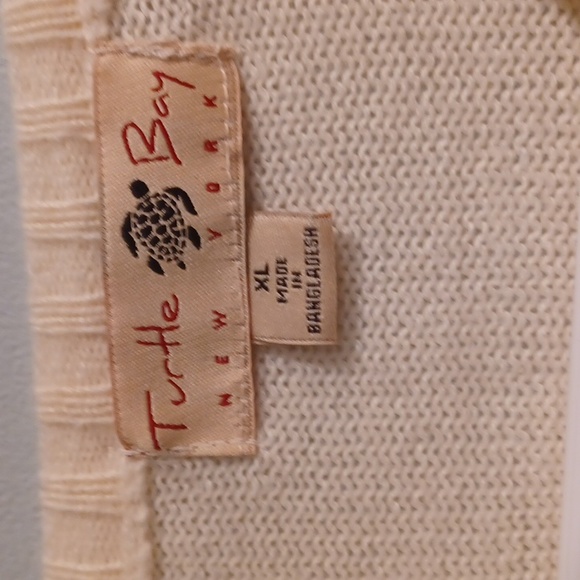 Turtle Bay
NEW YORK
XL
MADE
IN
BANGLADESH